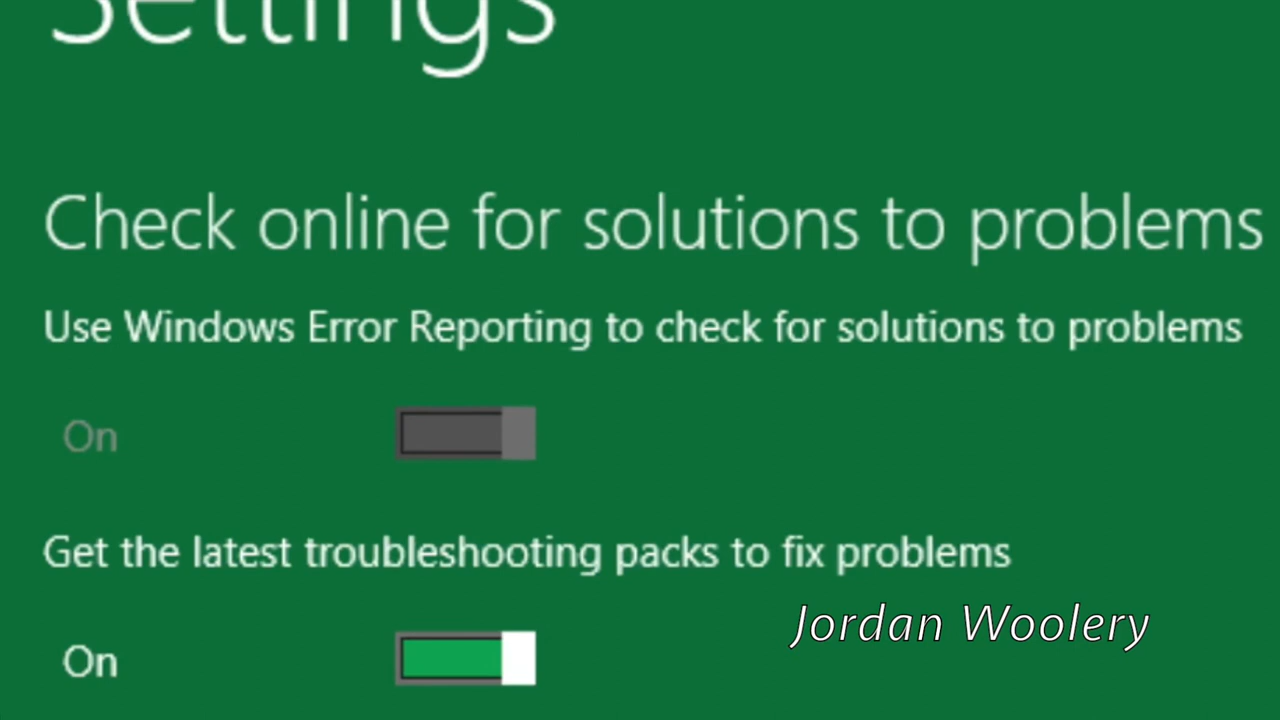 Settings
Check online for solutions to problems
Use Windows Error Reporting to check for solutions to problems
On
Get the latest troubleshooting packs to fix problems
Jordan Woolery
On